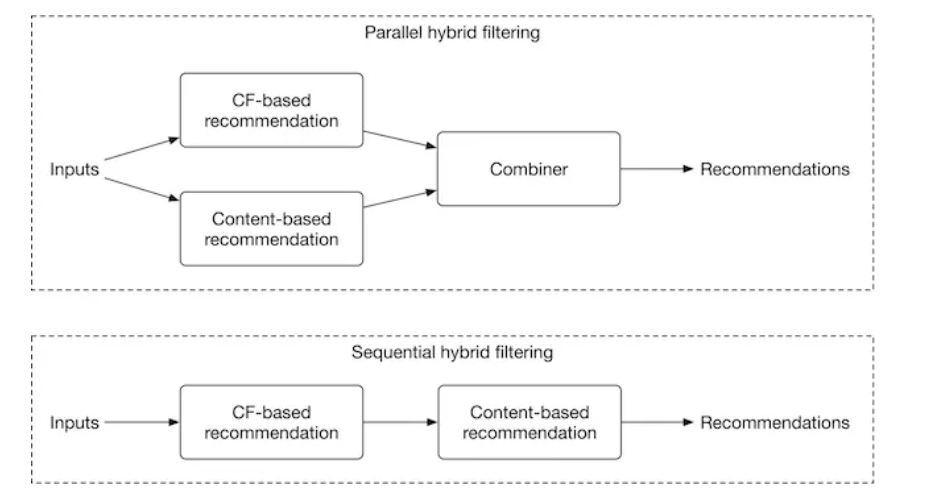 Parallel hybrid filtering
CF-based
recommendation
Inputs
Combiner
Recommendations
Content-based
recommendation
Sequential hybrid filtering
Inputs
CF-based
recommendation
Content-based
recommendation
Recommendations